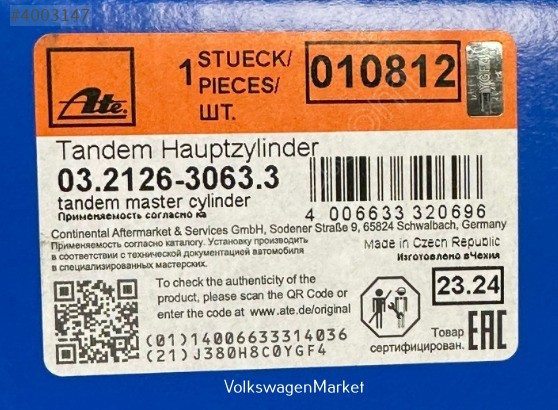 #4003147
Ate
1 STUECK/
PIECES/
ШТ.
010812
Tandem Hauptzylinder
03.2126-3063.3
tandem master cylinder
Применяемость согласно ка
4 006633 320696
Continental Aftermarket & Services GmbH, Sodener Straße 9, 65824 Schwalbach, Germany
Применяемость согласно каталогу. Установку производить
в соответствии с технической документацией автомобиля
в специализированных мастерских.
Made in Czech Republic
Изготовлено в Чехия
To check the authenticity of the
product, please scan the QR Code or
enter the code at www.ate.de/original
23.24
(01)14006633314036
(21)J380H8C0YGF4
Товар
сертифицирован.
EAC
VolkswagenMarket